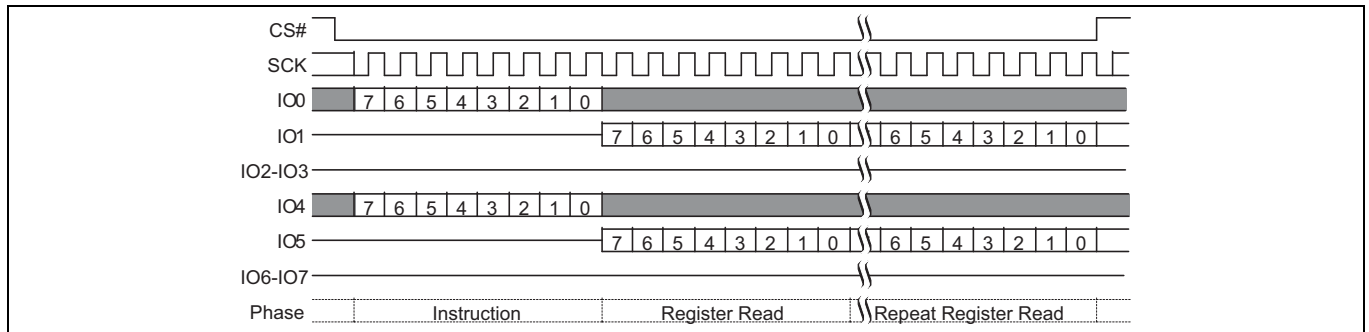 CS#
SCK
IO0 7 6 5 4 3 2 1 0
IO1 7 6 5 4 3 2 1 0 6 5 4 3 2 1 0
IO2-IO3
IO4 7 6 5 4 3 2 1 0
IO5 7 6 5 4 3 2 1 0 6 5 4 3 2 1 0
IO6-IO7
Phase Instruction Register Read Repeat Register Read